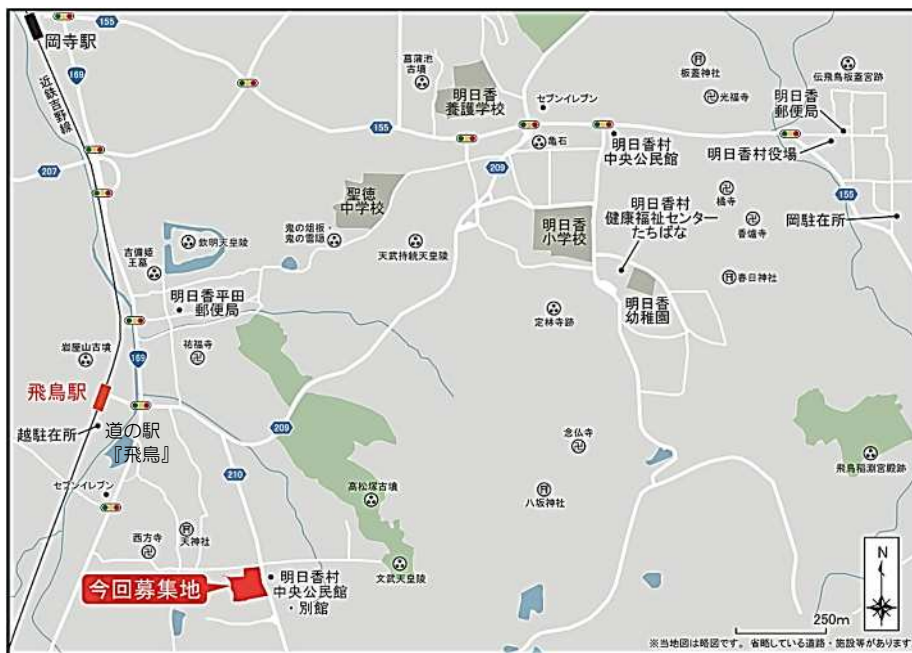 155
岡寺駅
169
近鉄吉野線
菖蒲池
古墳
明日香
養護学校
セブンイレブン
板蓋神社
光福寺
伝飛鳥板蓋宮跡
明日香
郵便局
155
亀石
明日香村
中央公民館
明日香村役場
207
209
聖徳
中学校
明日香
小学校
明日香村
健康福祉センター
たちばな
橘寺
155
岡駐在所
香爐寺
吉備姫
王墓
欽明天皇陵
鬼の俎板・
鬼の雪隠
天武持統天皇陵
春日神社
明日香平田
郵便局
定林寺跡
明日香
幼稚園
岩屋山古墳
169
祐福寺
飛鳥駅
越駐在所
道の駅
『飛鳥』
209
念仏寺
飛鳥稲淵宮殿跡
セブンイレブン
210
高松塚古墳
八坂神社
西方寺
天神社
文武天皇陵
今回募集地
明日香村
中央公民館
・別館
N
250m
※当地図は略図です。省略している道路・施設等があります